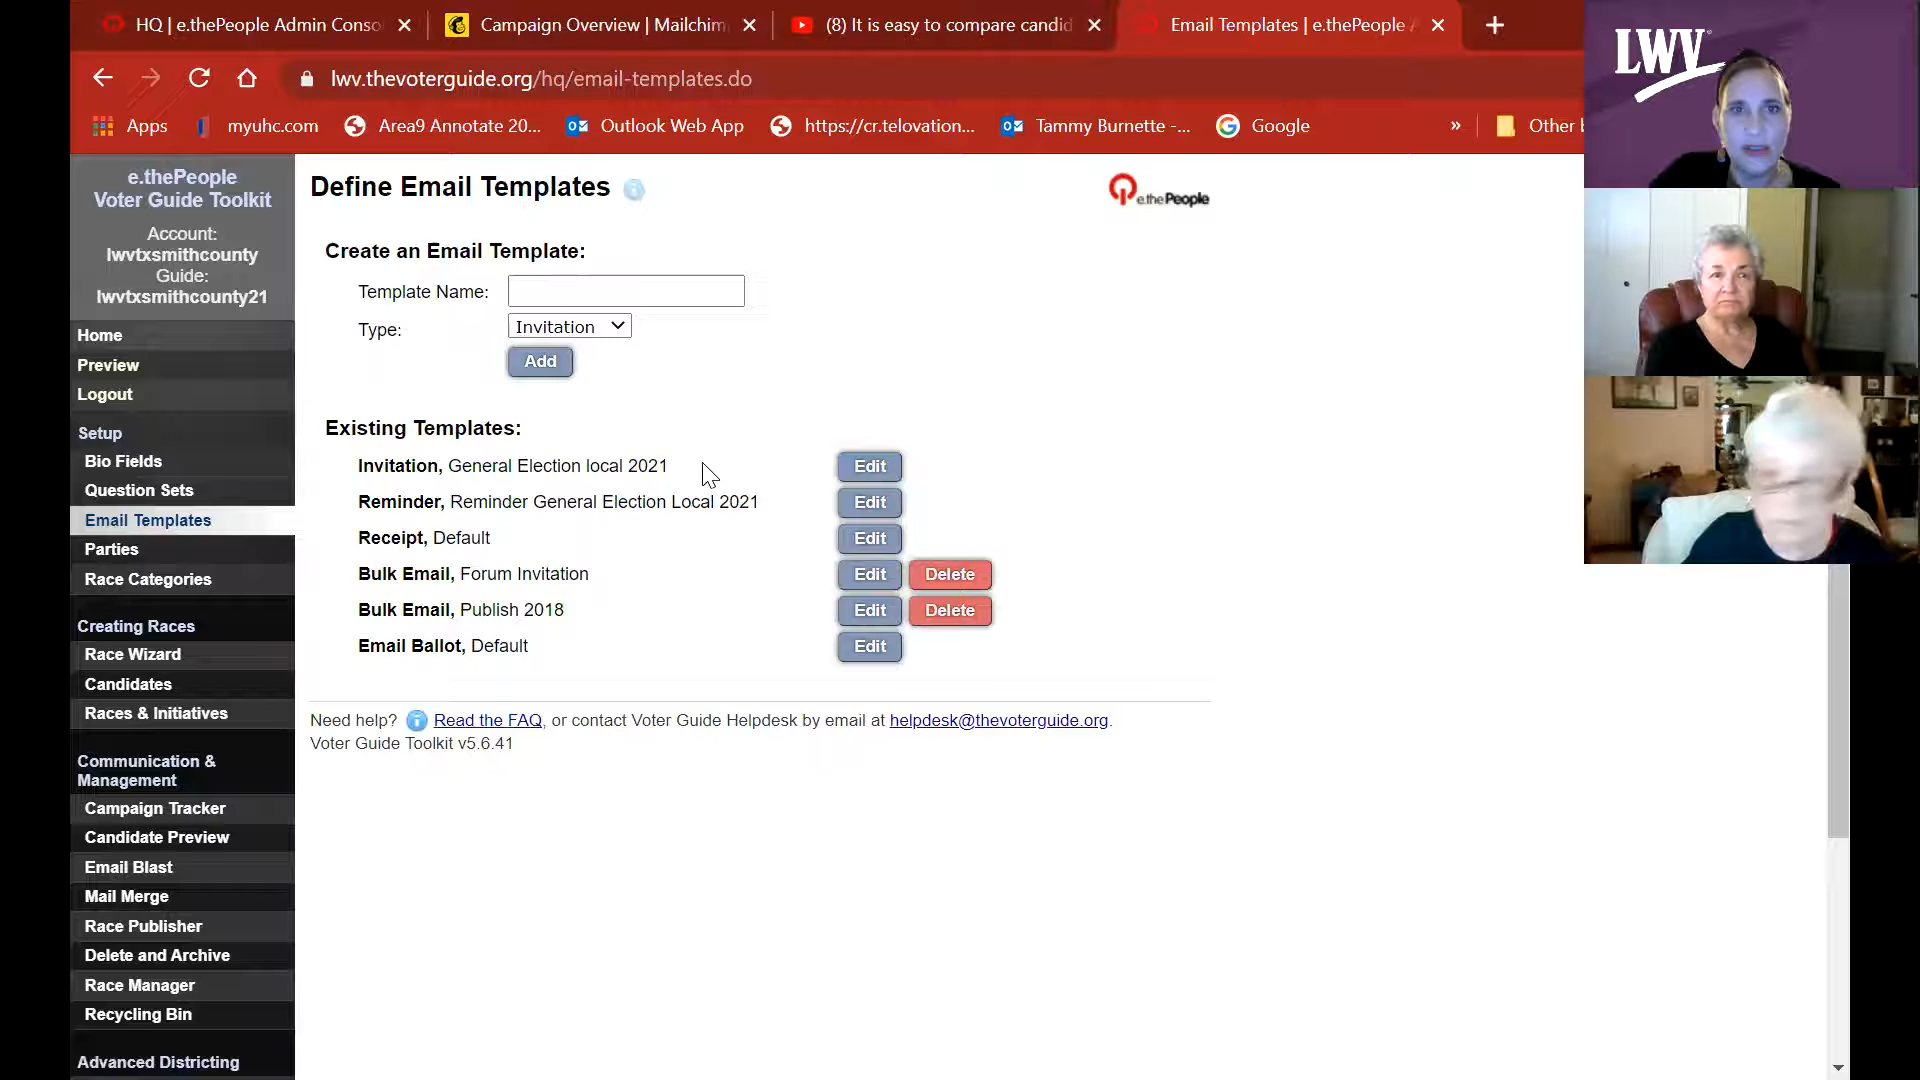 HQ | e.thePeople Admin Conso
Campaign Overview | Mailchim
(8) It is easy to compare candid
Email Templates | e.thePeople A
lwv.thevoterguide.org/hq/email-templates.do
Apps
myuhc.com
Area9 Annotate 20...
Outlook Web App
https://cr.telovation...
Tammy Burnette -...
Google
»
Other b
LWV
e.thePeople
Voter Guide Toolkit
Account:
lwvtxsmithcounty
Guide:
lwvtxsmithcounty21
Home
Preview
Logout
Setup
Bio Fields
Question Sets
Email Templates
Parties
Race Categories
Creating Races
Race Wizard
Candidates
Races & Initiatives
Communication &
Management
Campaign Tracker
Candidate Preview
Email Blast
Mail Merge
Race Publisher
Delete and Archive
Race Manager
Recycling Bin
Advanced Districting
Define Email Templates
e.thePeople
Create an Email Template:
Template Name:
Type: Invitation
Add
Existing Templates:
Invitation, General Election local 2021 Edit
Reminder, Reminder General Election Local 2021 Edit
Receipt, Default Edit
Bulk Email, Forum Invitation Edit Delete
Bulk Email, Publish 2018 Edit Delete
Email Ballot, Default Edit
Need help? Read the FAQ, or contact Voter Guide Helpdesk by email at helpdesk@thevoterguide.org.
Voter Guide Toolkit v5.6.41